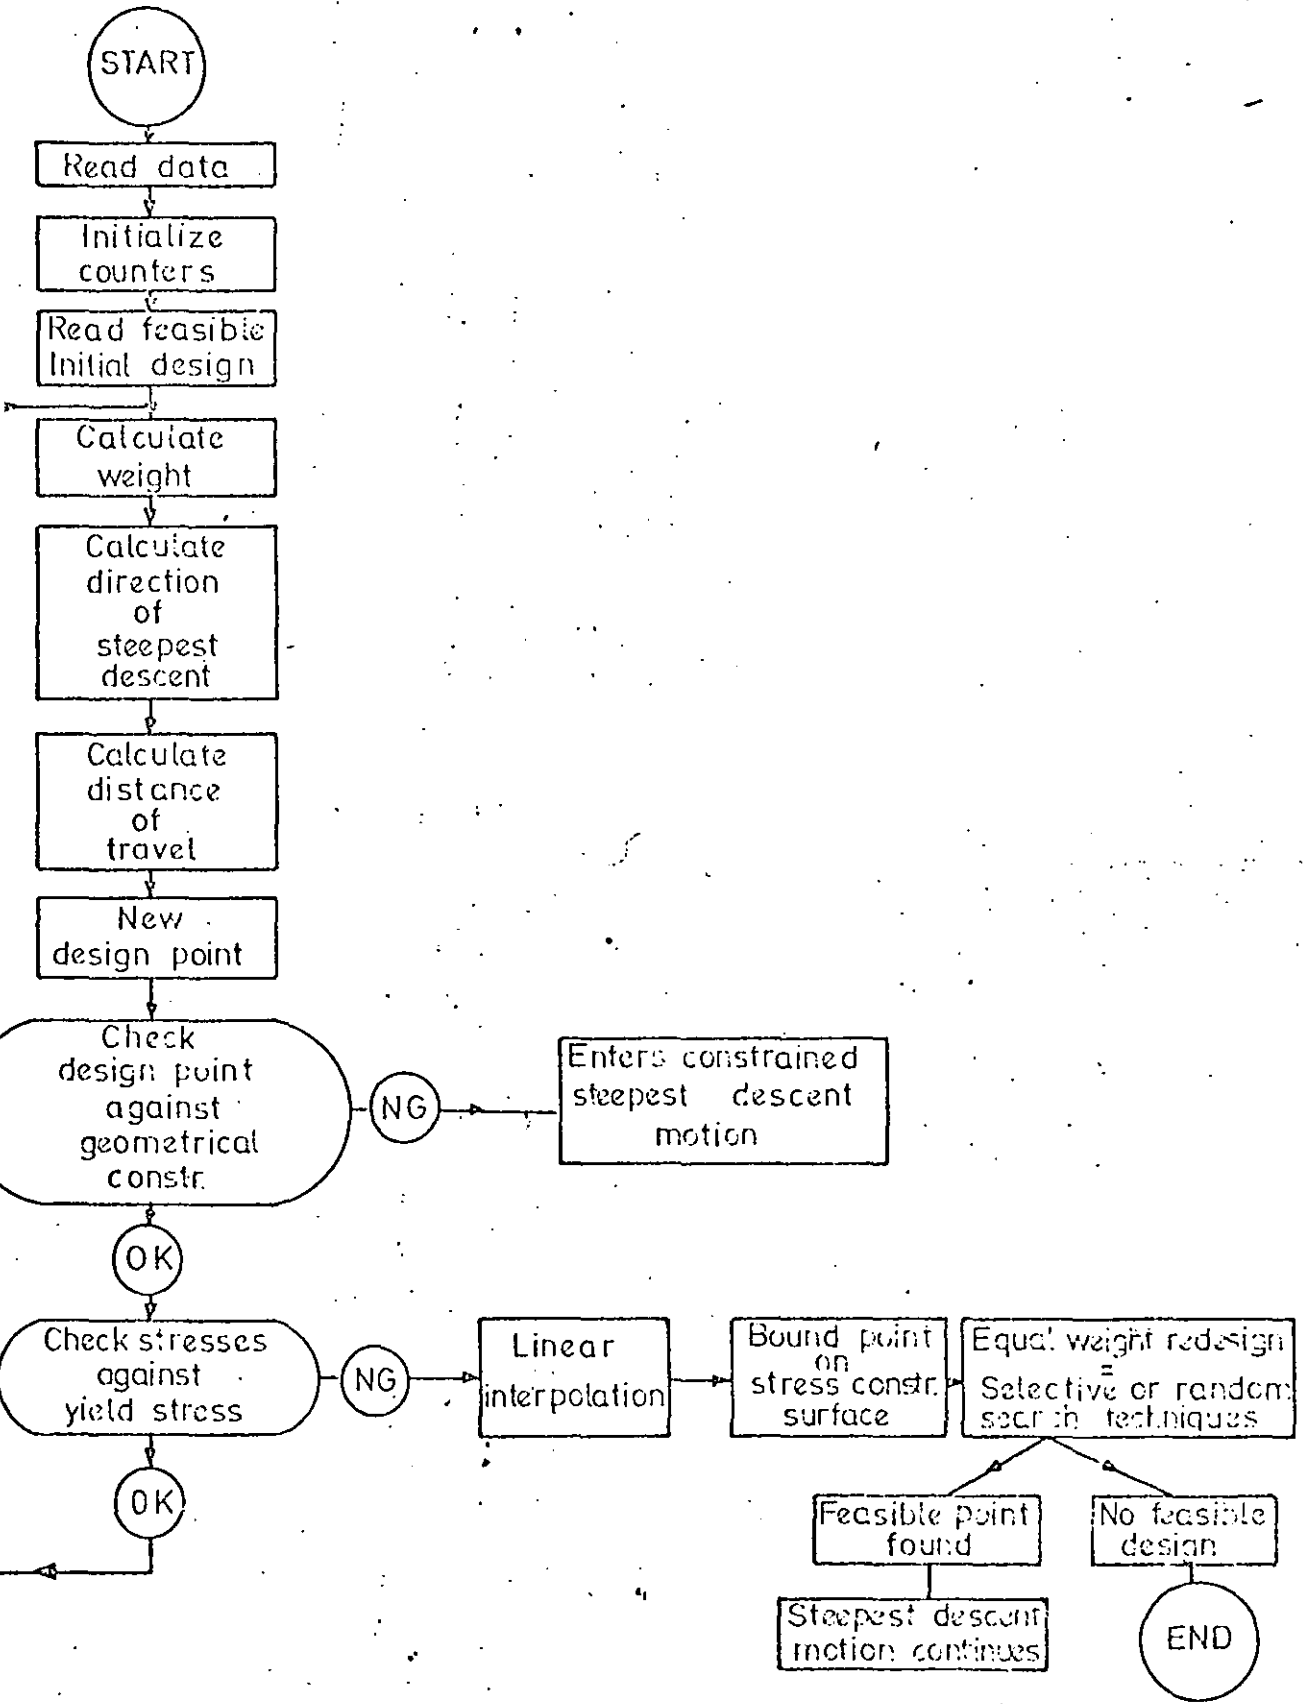 START
Read data
Initialize
counters
Read feasible
Initial design
Calculate
weight
Calculate
direction
of
steepest
descent
Calculate
distance
of
travel
New
design point
Check
design point
against
geometrical
constr.
NG
Enters constrained
steepest descent
motion
OK
Check stresses
against
yield stress
NG
Linear
interpolation
Bound point
on
stress constr.
surface
Equal weight redesign
=
Selective or random
search techniques
OK
Feasible point
found
No feasible
design
Steepest descent
motion continues
END